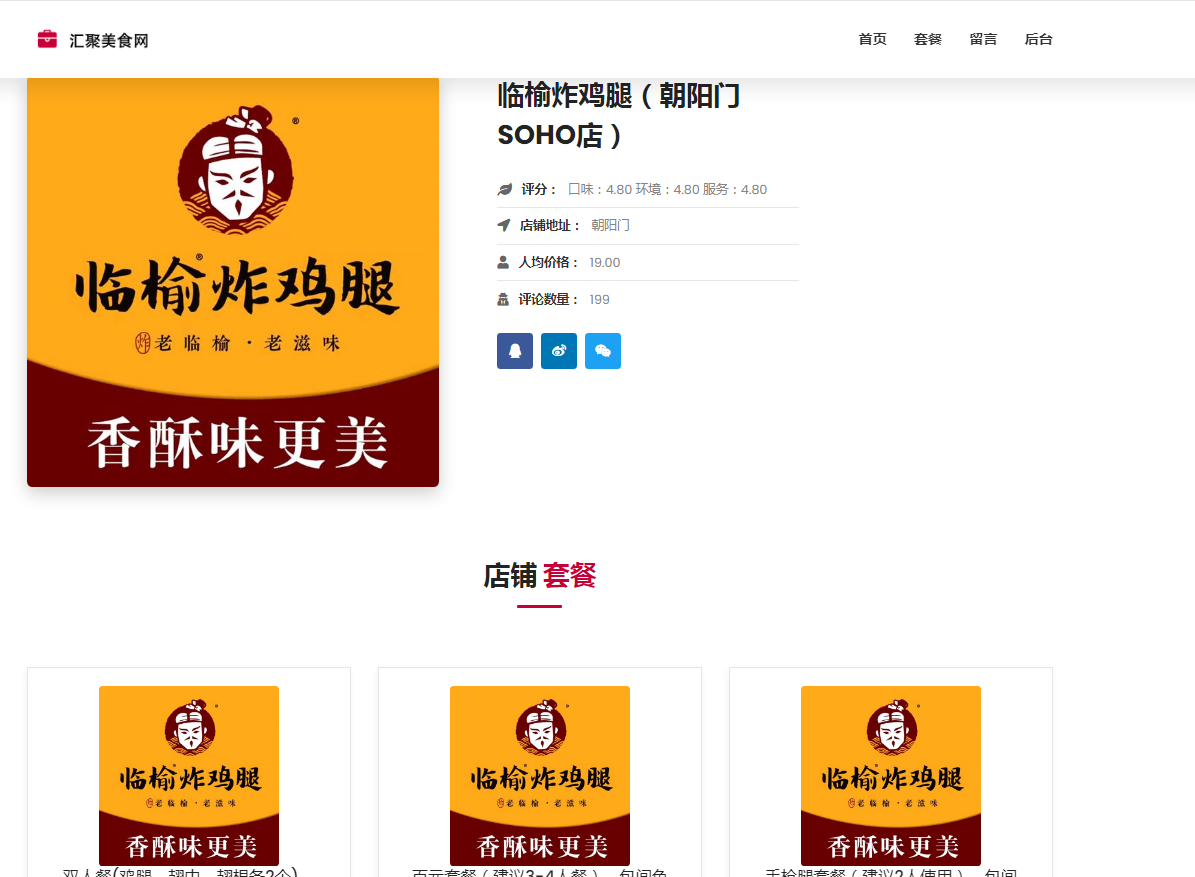 汇聚美食网
首页 套餐 留言 后台
临榆炸鸡腿
炸老临榆·老滋味
香酥味更美
临榆炸鸡腿（朝阳门
SOHO店）
评分： 口味：4.80 环境：4.80 服务：4.80
店铺地址： 朝阳门
人均价格： 19.00
评论数量： 199
店铺 套餐
临榆炸鸡腿
炸老临榆·老滋味
香酥味更美
双人餐(鸡腿、翅中、翅根各2个)
临榆炸鸡腿
炸老临榆·老滋味
香酥味更美
百元套餐（建议3-4人餐），包间免
临榆炸鸡腿
炸老临榆·老滋味
香酥味更美
手枪腿套餐（建议2人使用），包间